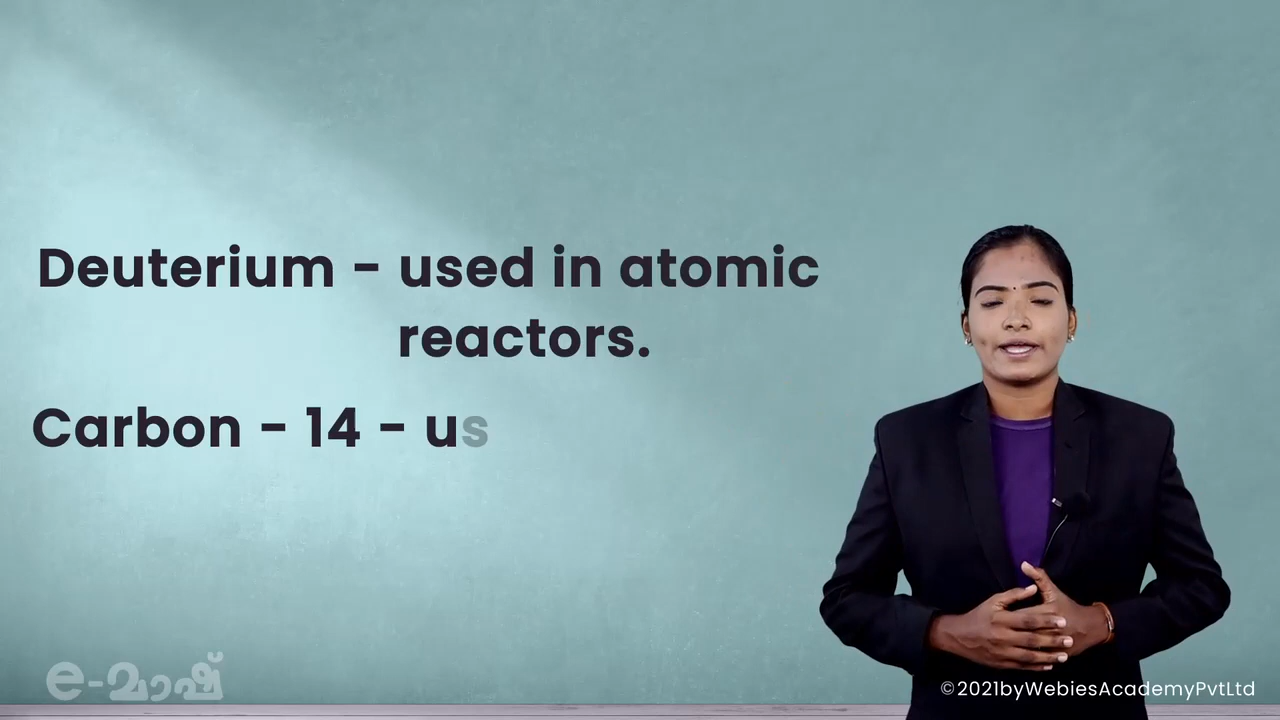 Deuterium - used in atomic
reactors.
Carbon - 14 - us
e-മാഷ്
©2021byWebiesAcademyPvtLtd